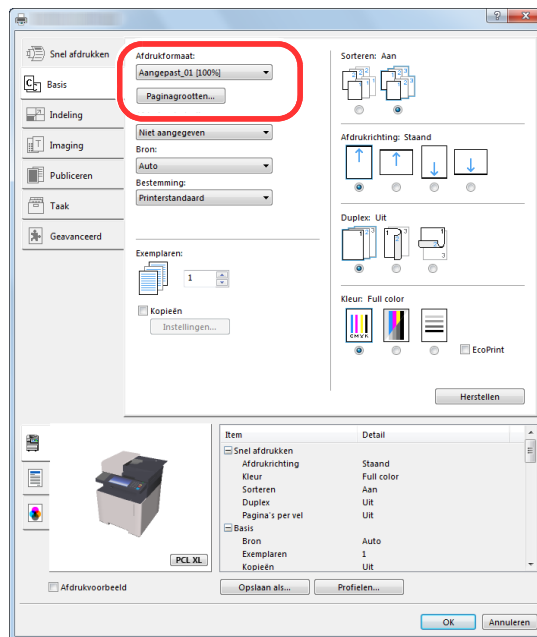 Snel afdrukken
Basis
Indeling
Imaging
Publiceren
Taak
Geavanceerd
Afdrukformaat:
Aangepast_01 [100%]
Paginagrootten...
Niet aangegeven
Bron:
Auto
Bestemming:
Printerstandaard
Exemplaren:
1
Kopieën
Instellingen...
Sorteren: Aan
Afdrukrichting: Staand
Duplex: Uit
Kleur: Full color
CMYK
EcoPrint
Herstellen
PCL XL
Item Detail
Snel afdrukken
Afdrukrichting Staand
Kleur Full color
Sorteren Aan
Duplex Uit
Pagina's per vel Uit
Basis
Bron Auto
Exemplaren 1
Kopieën Uit
Afdrukvoorbeeld
Opslaan als... Profielen...
OK Annuleren